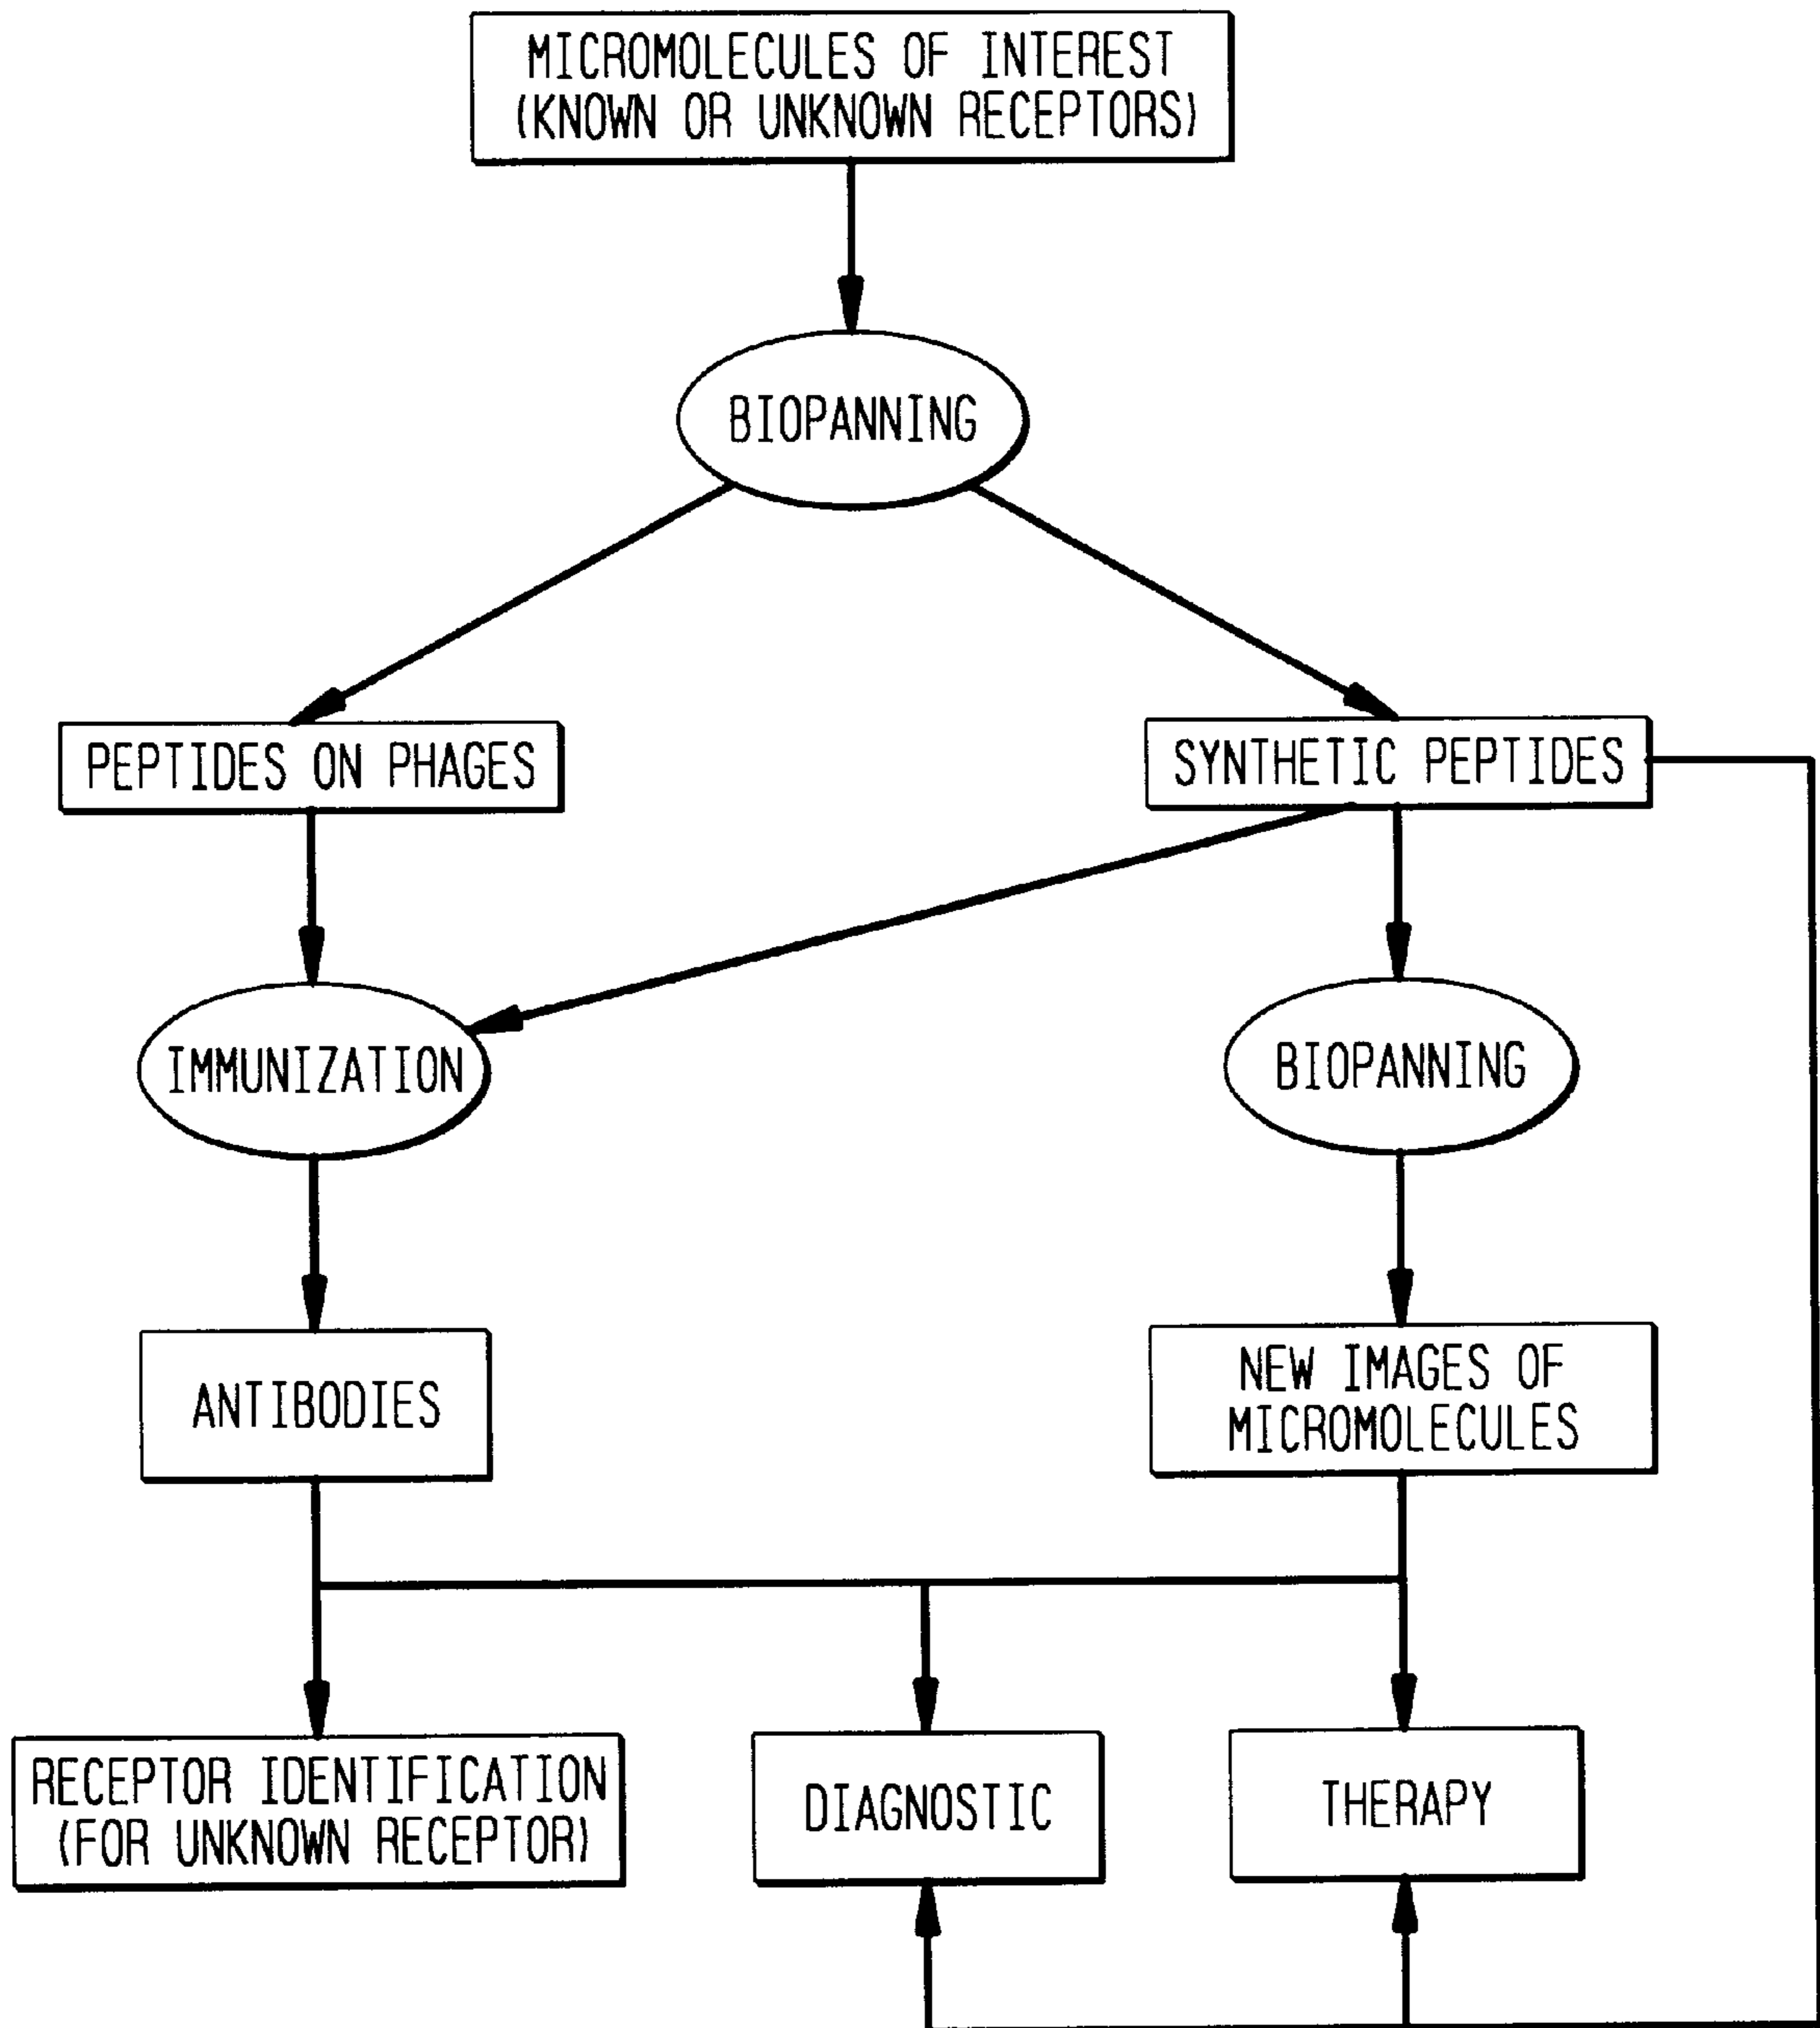 MICROMOLECULES OF INTEREST
(KNOWN OR UNKNOWN RECEPTORS)
BIOPANNING
PEPTIDES ON PHAGES
SYNTHETIC PEPTIDES
IMMUNIZATION
BIOPANNING
ANTIBODIES
NEW IMAGES OF
MICROMOLECULES
RECEPTOR IDENTIFICATION
(FOR UNKNOWN RECEPTOR)
DIAGNOSTIC
THERAPY